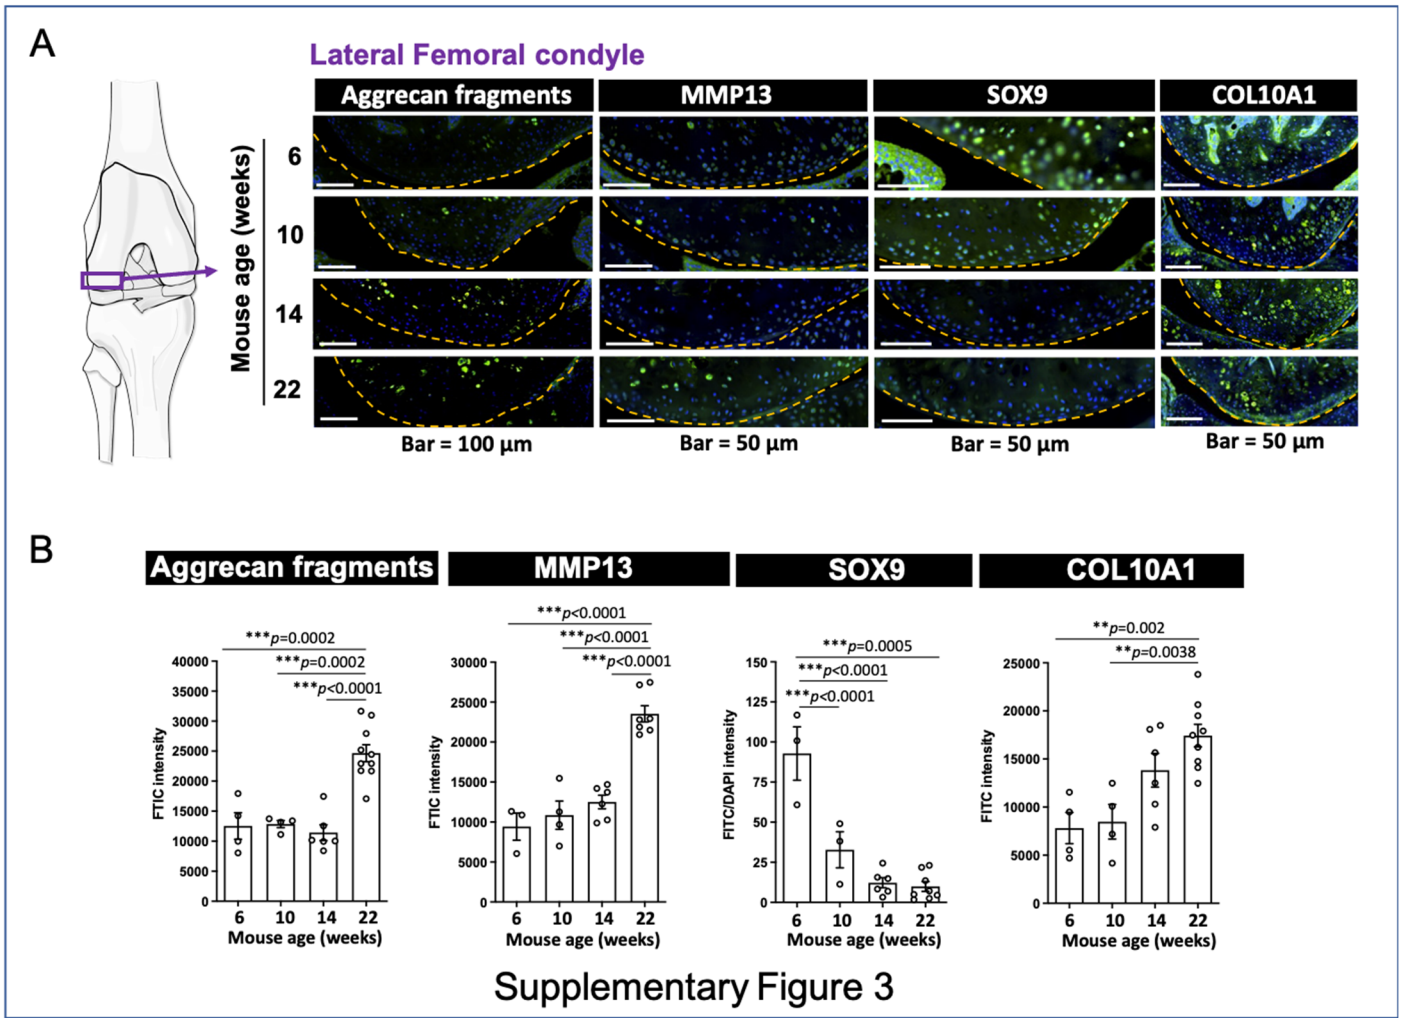 A
Lateral Femoral condyle
Aggrecan fragments MMP13 SOX9 COL10A1
Mouse age (weeks)
6
10
14
22
Bar = 100 µm Bar = 50 µm Bar = 50 µm Bar = 50 µm
B
Aggrecan fragments
***p=0.0002
***p=0.0002
***p<0.0001
FTIC intensity
40000
35000
30000
25000
20000
15000
10000
5000
0
6 10 14 22
Mouse age (weeks)
MMP13
***p<0.0001
***p<0.0001
***p<0.0001
FTIC intensity
30000
25000
20000
15000
10000
5000
0
6 10 14 22
Mouse age (weeks)
SOX9
***p=0.0005
***p<0.0001
***p<0.0001
FITC/DAPI intensity
150
125
100
75
50
25
0
6 10 14 22
Mouse age (weeks)
COL10A1
**p=0.002
**p=0.0038
FITC intensity
25000
20000
15000
10000
5000
0
6 10 14 22
Mouse age (weeks)
Supplementary Figure 3